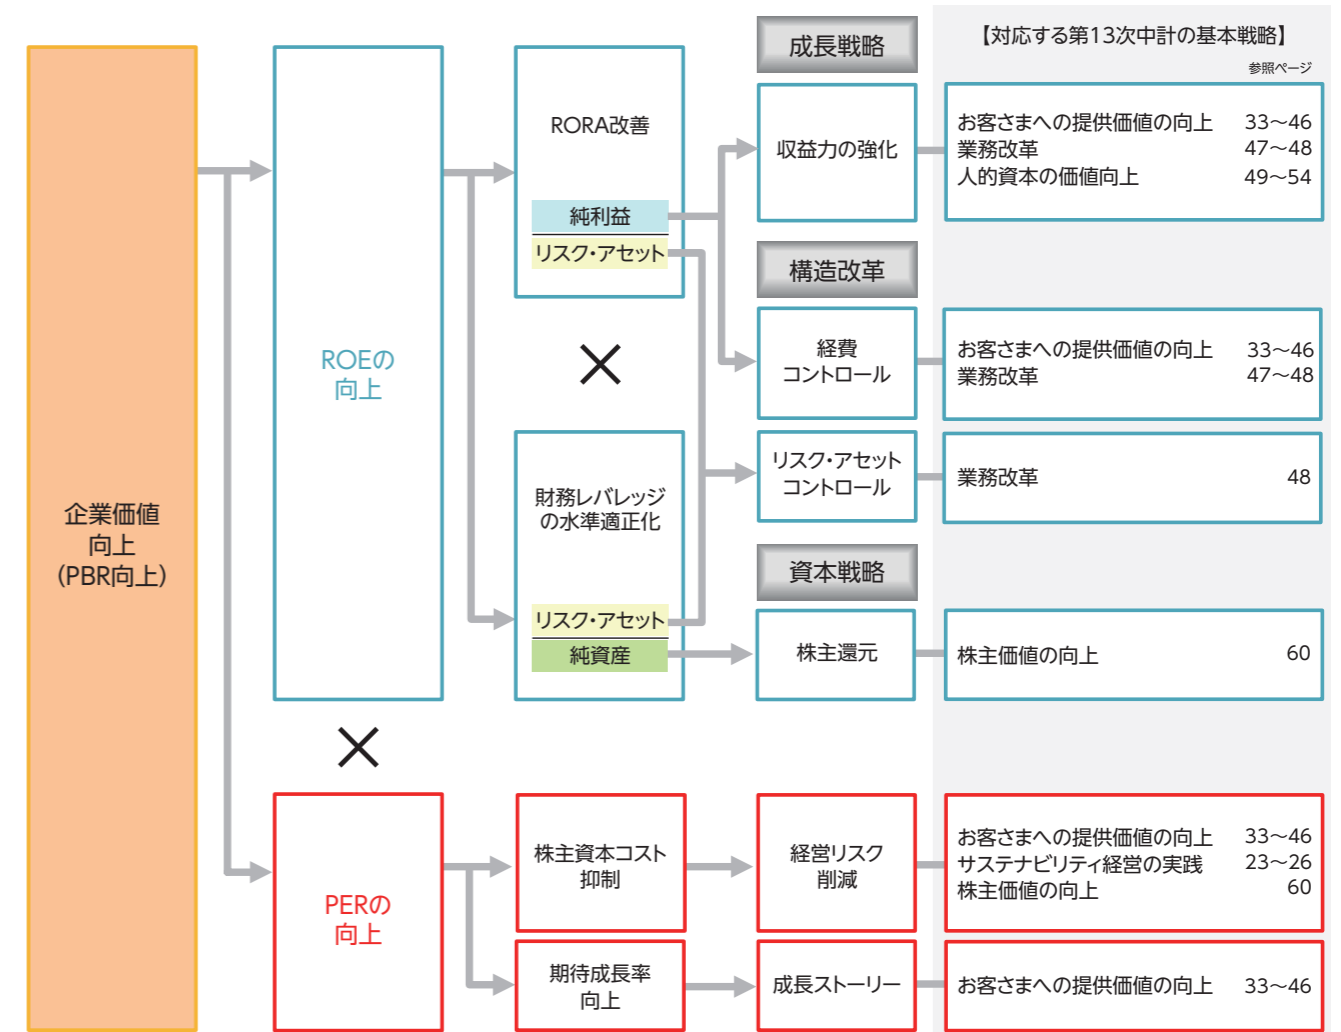 企業価値
向上
(PBR向上)
ROEの
向上
×
PERの
向上
RORA改善
純利益
リスク・アセット
×
財務レバレッジ
の水準適正化
リスク・アセット
純資産
株主資本コスト
抑制
期待成長率
向上
成長戦略
収益力の強化
構造改革
経費
コントロール
リスク・アセット
コントロール
資本戦略
株主還元
経営リスク
削減
成長ストーリー
【対応する第13次中計の基本戦略】
参照ページ
お客さまへの提供価値の向上 33~46
業務改革 47~48
人的資本の価値向上 49~54
お客さまへの提供価値の向上 33~46
業務改革 47~48
業務改革 48
株主価値の向上 60
お客さまへの提供価値の向上 33~46
サステナビリティ経営の実践 23~26
株主価値の向上 60
お客さまへの提供価値の向上 33~46